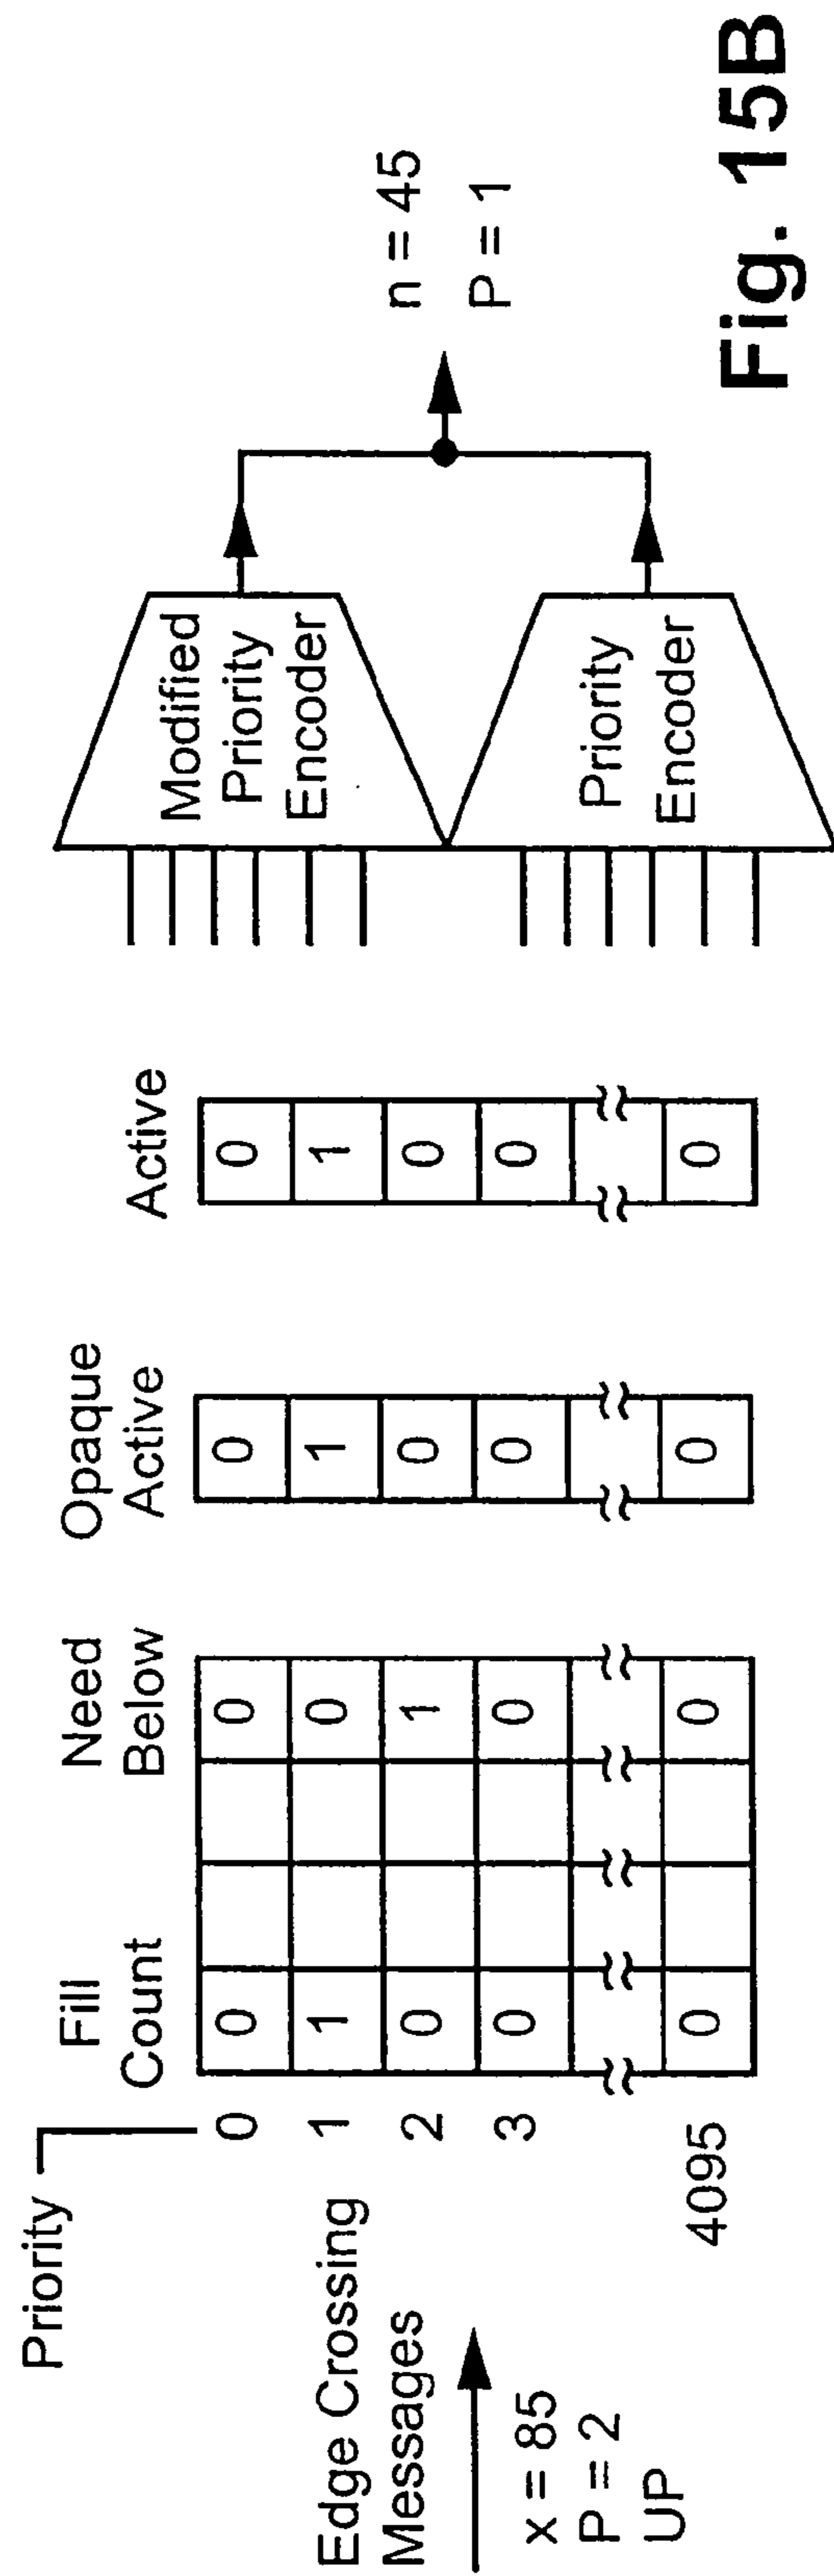 Priority
Fill
Count
Need
Below
Opaque
Active
Active
0 0 0 0 0
1 1 0 1 1
2 0 1 0 0
3 0 0 0 0
4095 0 0 0 0
Edge Crossing
Messages
x = 85
P = 2
UP
Modified
Priority
Encoder
Priority
Encoder
n = 45
P = 1
Fig. 15B